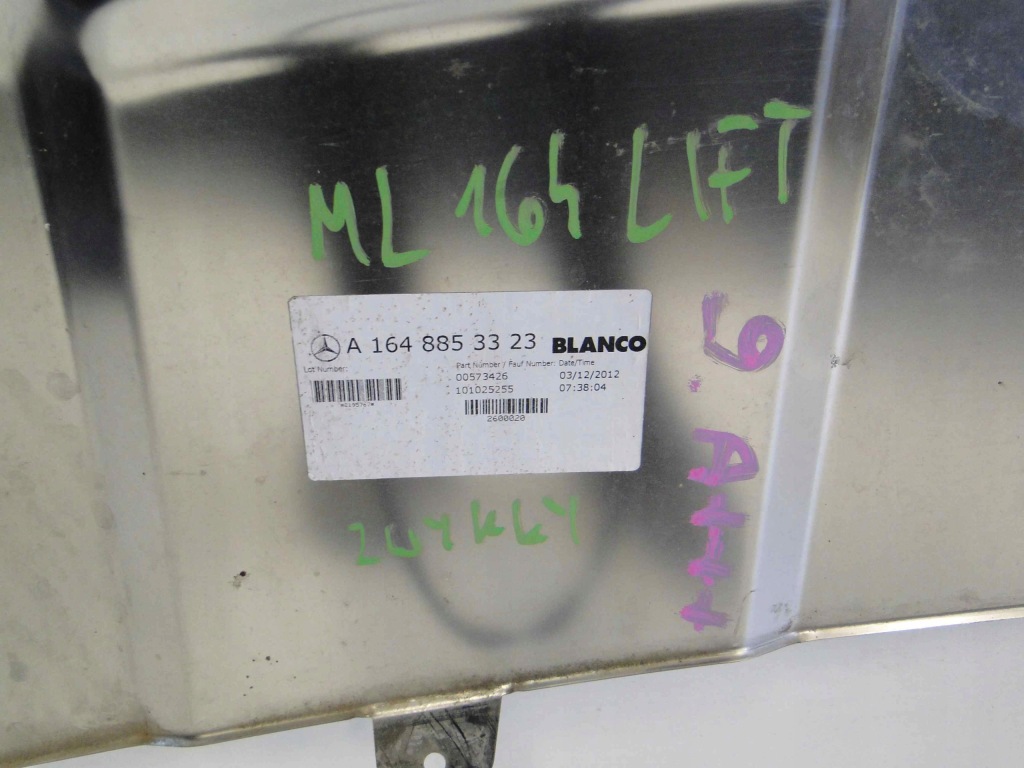 ML 164 LIFT
A 164 885 33 23 BLANCO
Lot Number:
Part Number / Fauf Number: Date/Time
00573426 03/12/2012
101025255 07:38:04
2600020
ZWYKLY